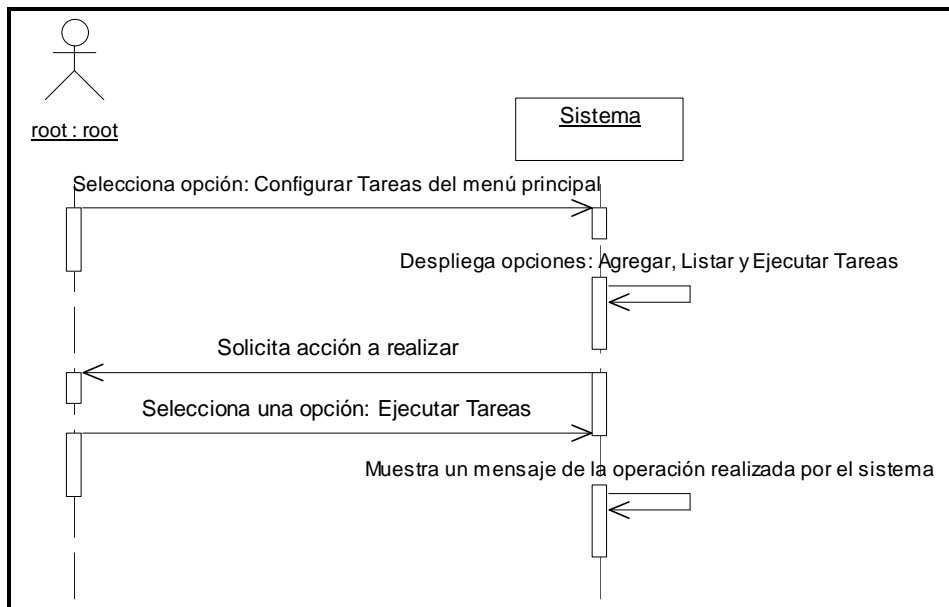 root : root
Sistema
Selecciona opción: Configurar Tareas del menú principal
Despliega opciones: Agregar, Listar y Ejecutar Tareas
Solicita acción a realizar
Selecciona una opción: Ejecutar Tareas
Muestra un mensaje de la operación realizada por el sistema